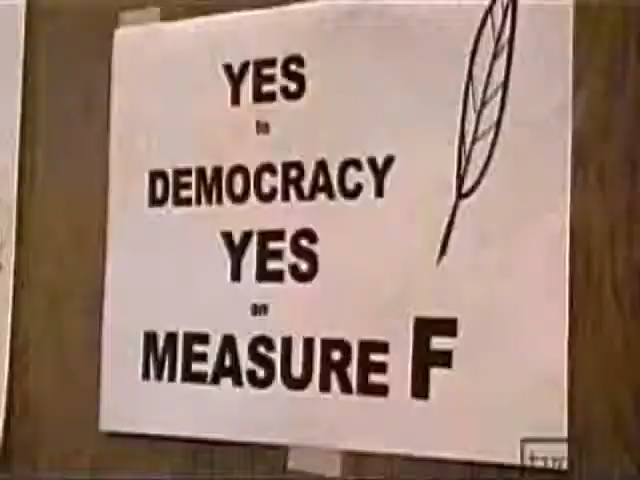 YES
to
DEMOCRACY
YES
on
MEASURE F